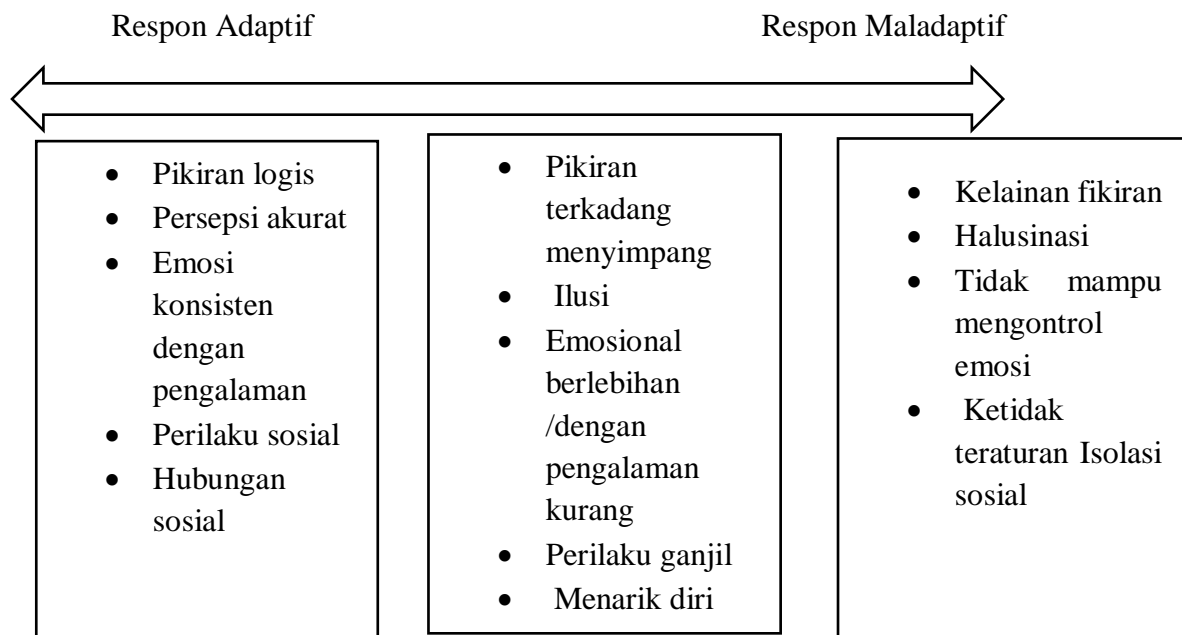 Respon Adaptif
Respon Maladaptif
• Pikiran logis
• Persepsi akurat
• Emosi
konsisten
dengan
pengalaman
• Perilaku sosial
• Hubungan
sosial
• Pikiran
terkadang
menyimpang
• Ilusi
• Emosional
berlebihan
/dengan
pengalaman
kurang
• Perilaku ganjil
• Menarik diri
• Kelainan fikiran
• Halusinasi
• Tidak mampu
mengontrol
emosi
• Ketidak
teraturan Isolasi
sosial